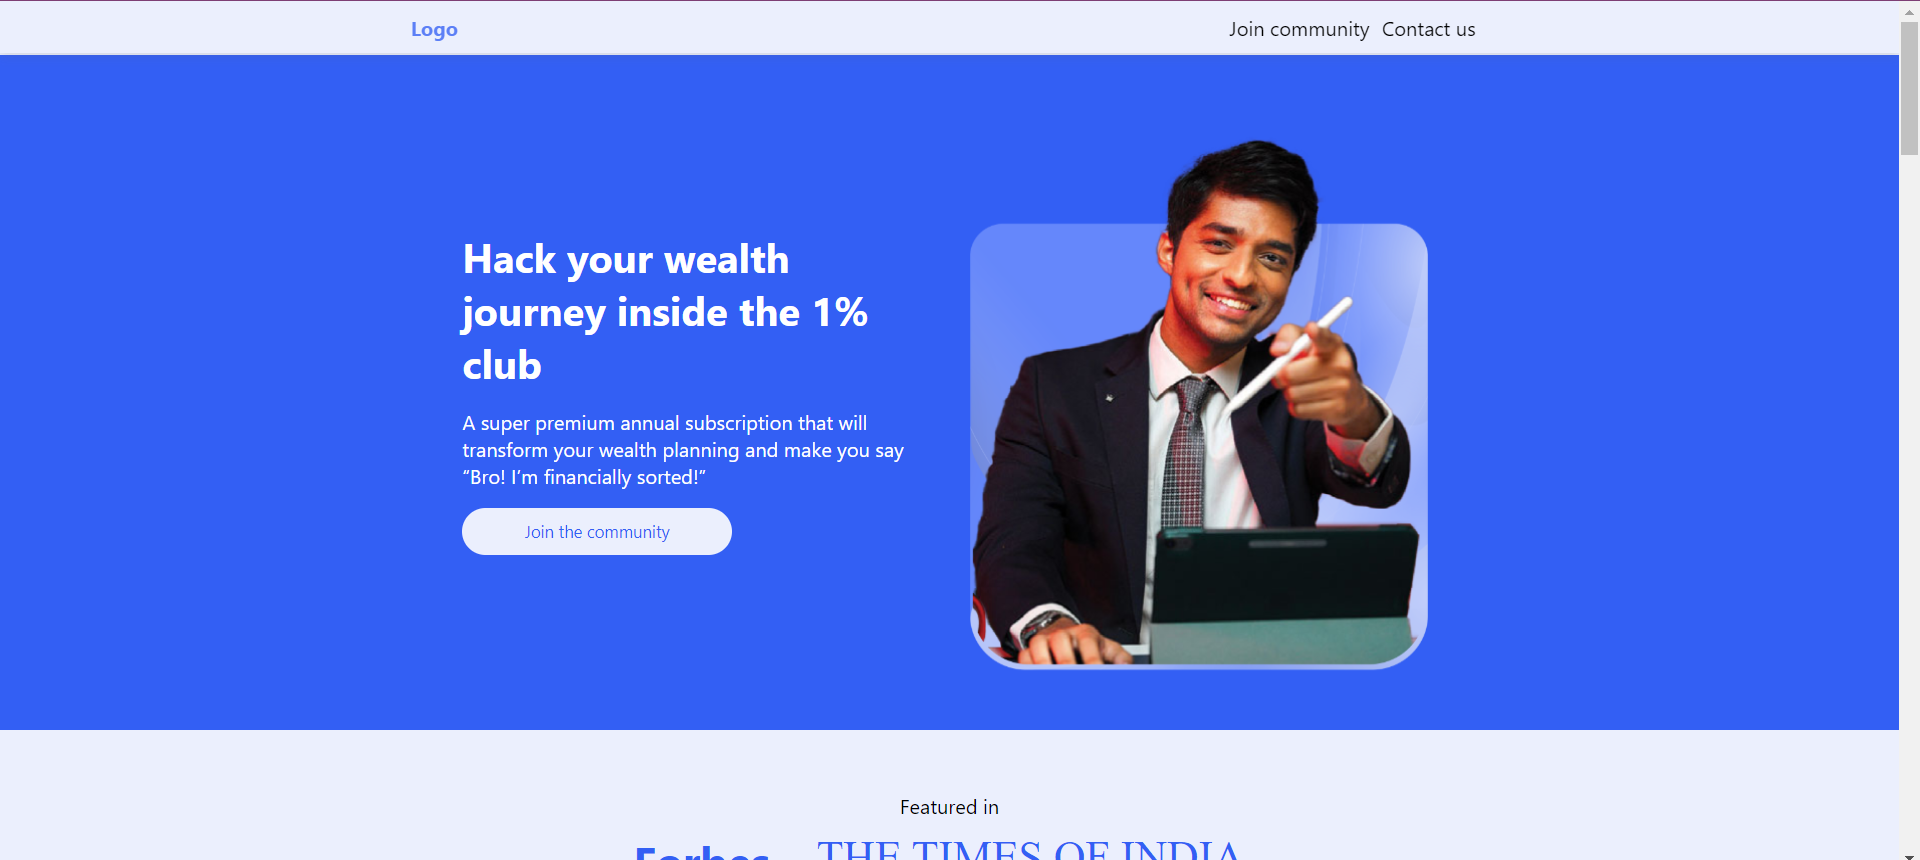 Logo
Join community
Contact us
Hack your wealth
journey inside the 1%
club
A super premium annual subscription that will
transform your wealth planning and make you say
“Bro! I’m financially sorted!”
Join the community
Featured in
Forbes
THE TIMES OF INDIA